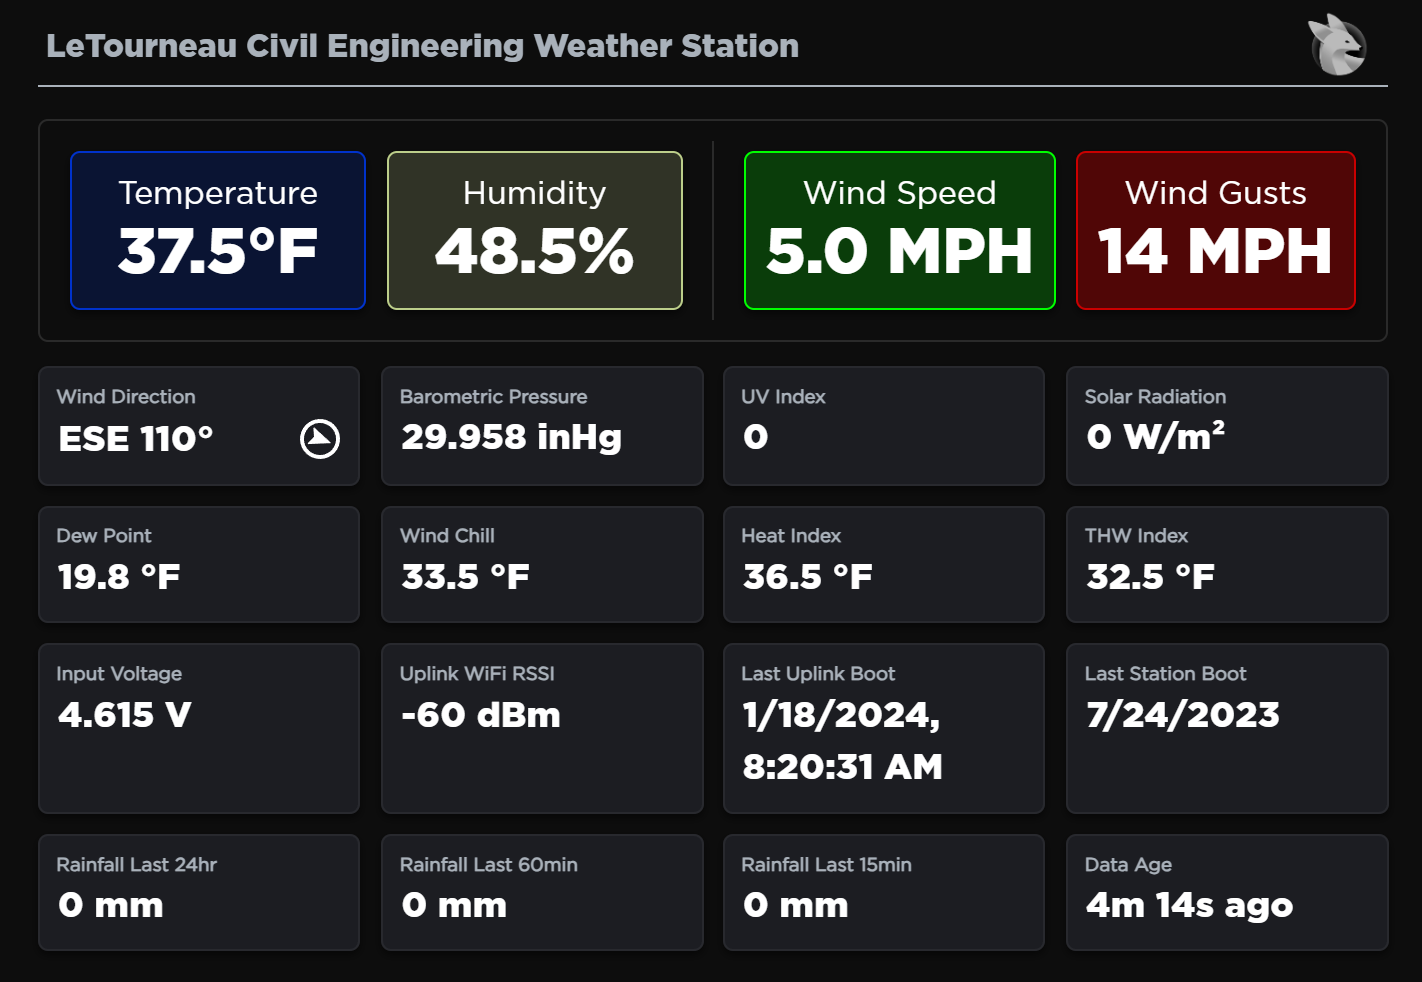 LeTourneau Civil Engineering Weather Station
Temperature
37.5°F
Humidity
48.5%
Wind Speed
5.0 MPH
Wind Gusts
14 MPH
Wind Direction
ESE 110°
Barometric Pressure
29.958 inHg
UV Index
0
Solar Radiation
0 W/m²
Dew Point
19.8 °F
Wind Chill
33.5 °F
Heat Index
36.5 °F
THW Index
32.5 °F
Input Voltage
4.615 V
Uplink WiFi RSSI
-60 dBm
Last Uplink Boot
1/18/2024,
8:20:31 AM
Last Station Boot
7/24/2023
Rainfall Last 24hr
0 mm
Rainfall Last 60min
0 mm
Rainfall Last 15min
0 mm
Data Age
4m 14s ago